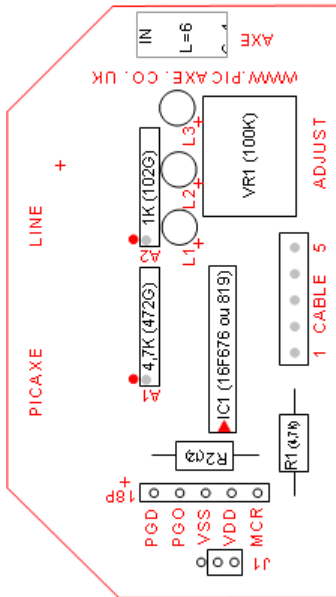 IN
L=6
AXE
WWW.PICAXE.CO.UK
L3+
L2+
L1+
VR1 (100K)
ADJUST
1K (102G)
A2
+
LINE
PICAXE
4,7K (472G)
A1
IC1 (16F676 ou 819)
1 CABLE 5
R1 (4,7K)
18P
+
PGD
PGO
VSS
VDD
MCR
J1